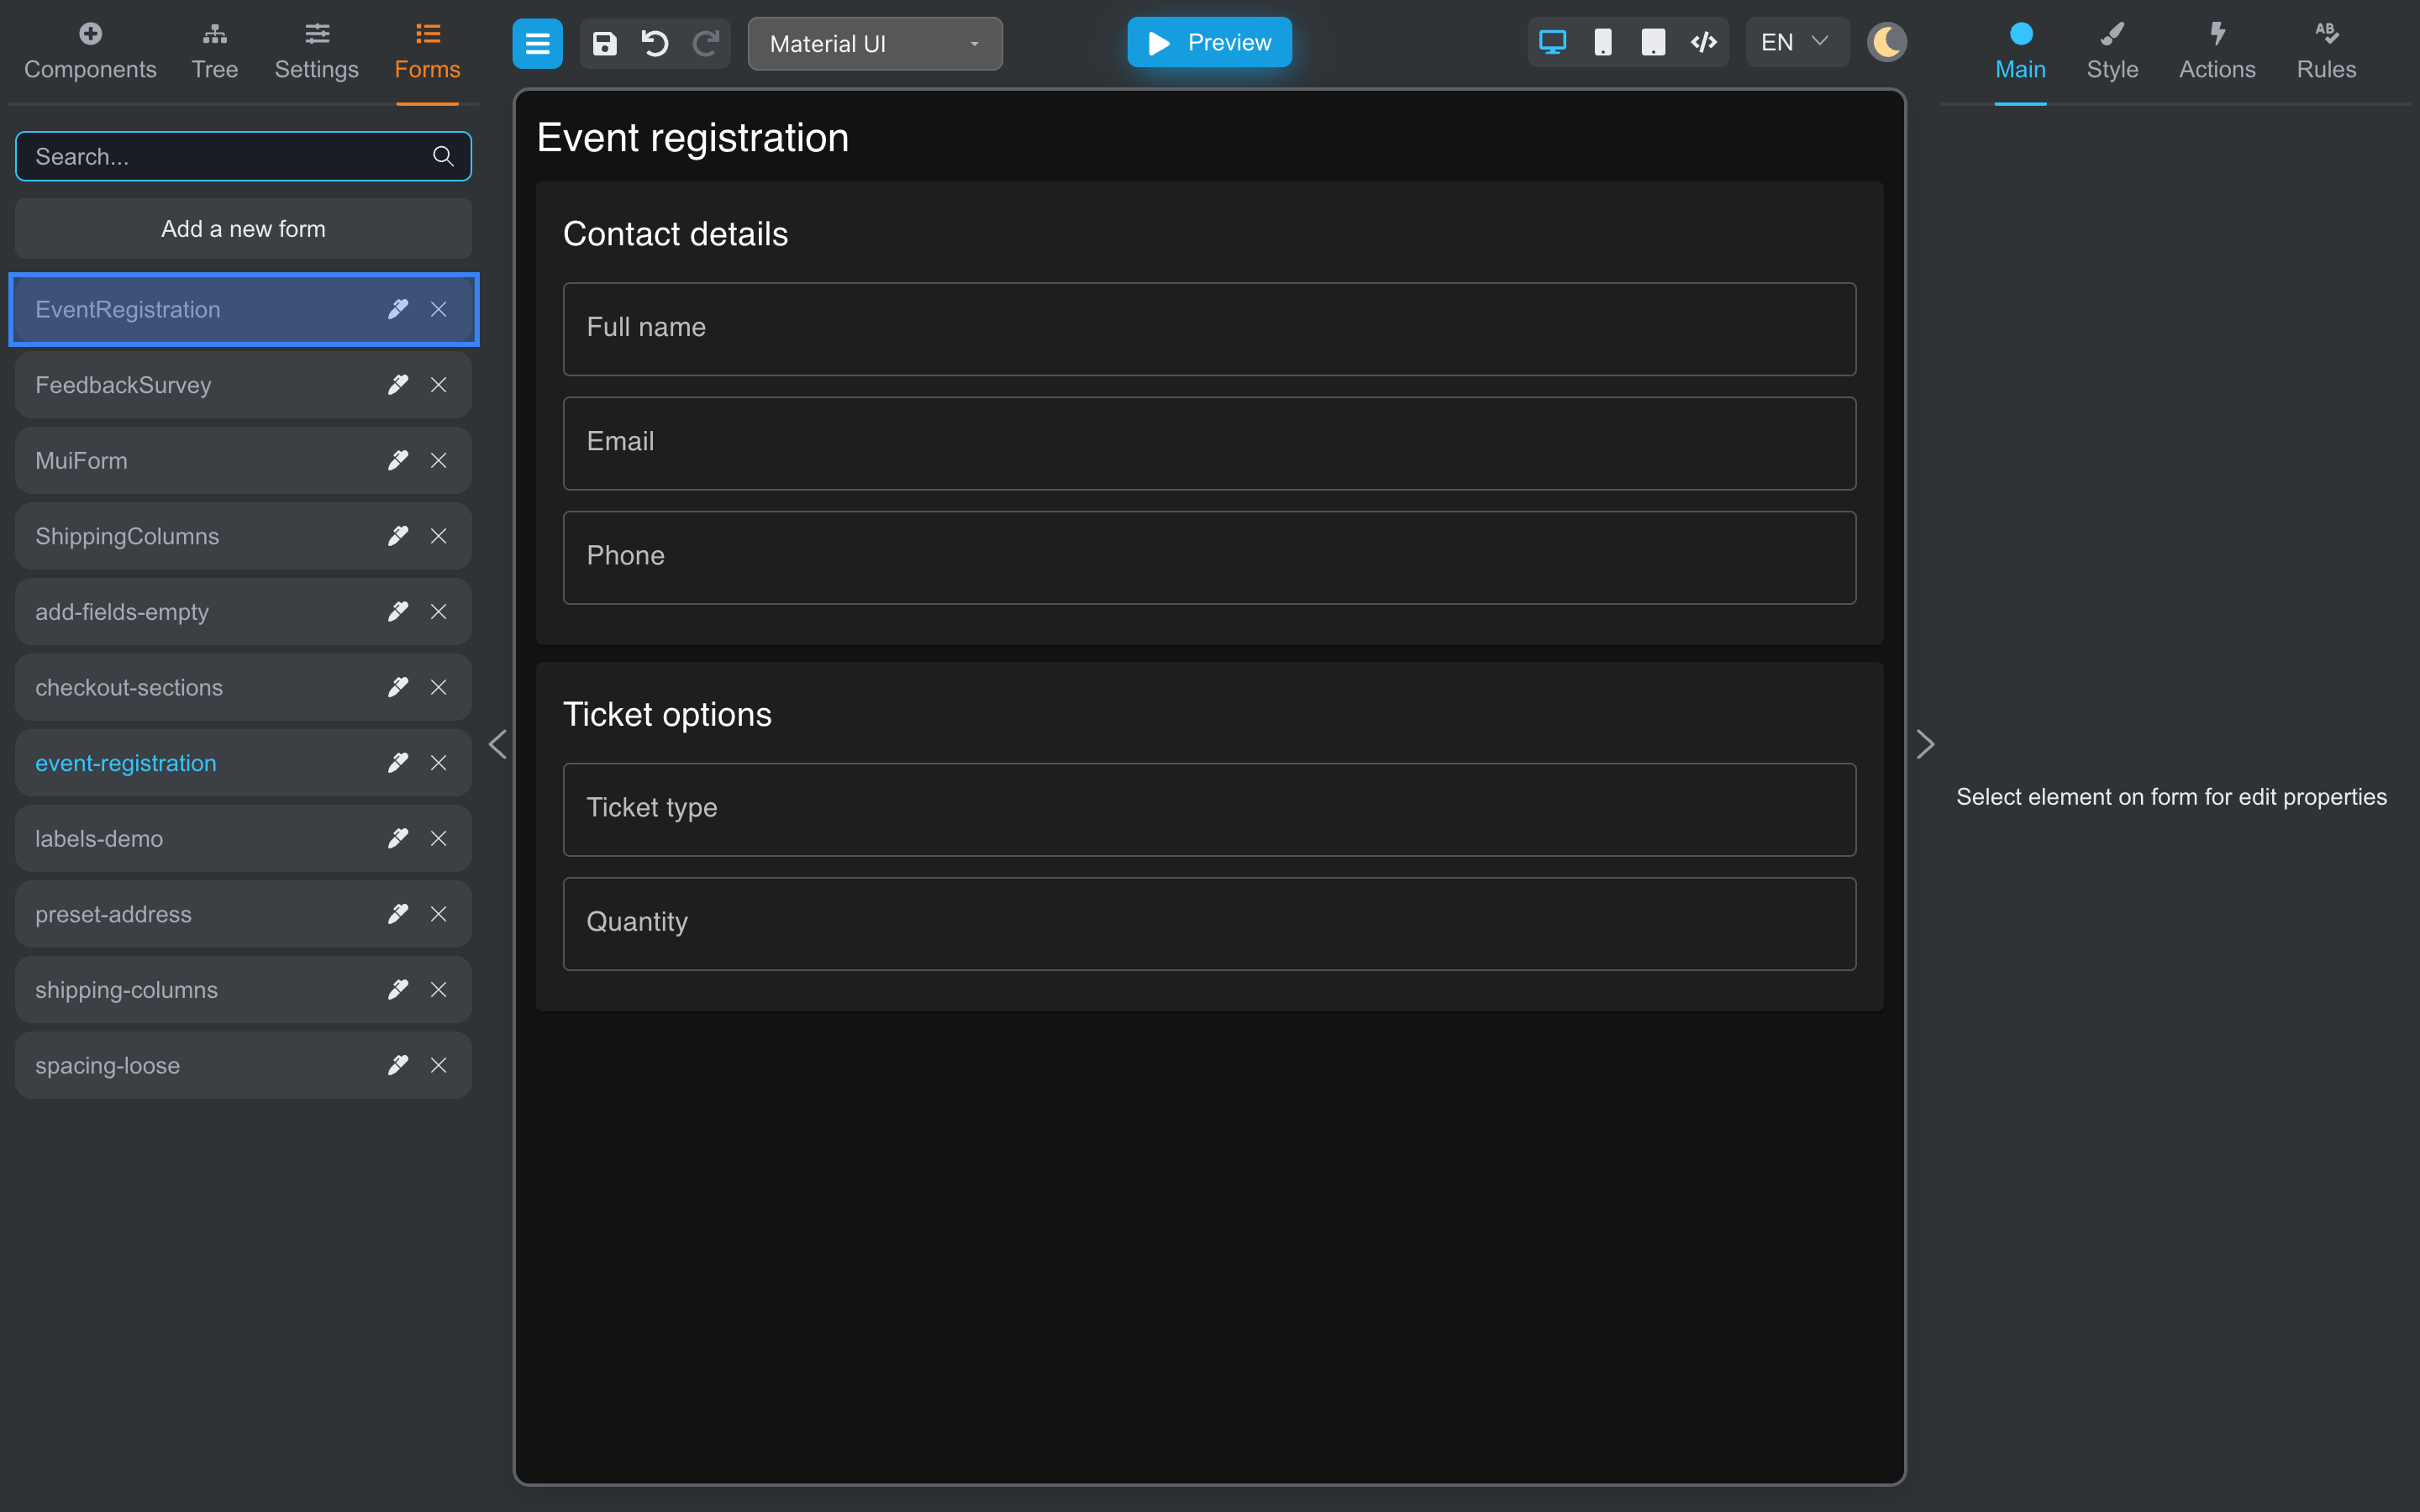 Components
Tree
Settings
Forms
Material UI
Preview
EN
Main
Style
Actions
AB
Rules
Search...
Add a new form
EventRegistration
FeedbackSurvey
MuiForm
ShippingColumns
add-fields-empty
checkout-sections
event-registration
labels-demo
preset-address
shipping-columns
spacing-loose
Event registration
Contact details
Full name
Email
Phone
Ticket options
Ticket type
Quantity
Select element on form for edit properties